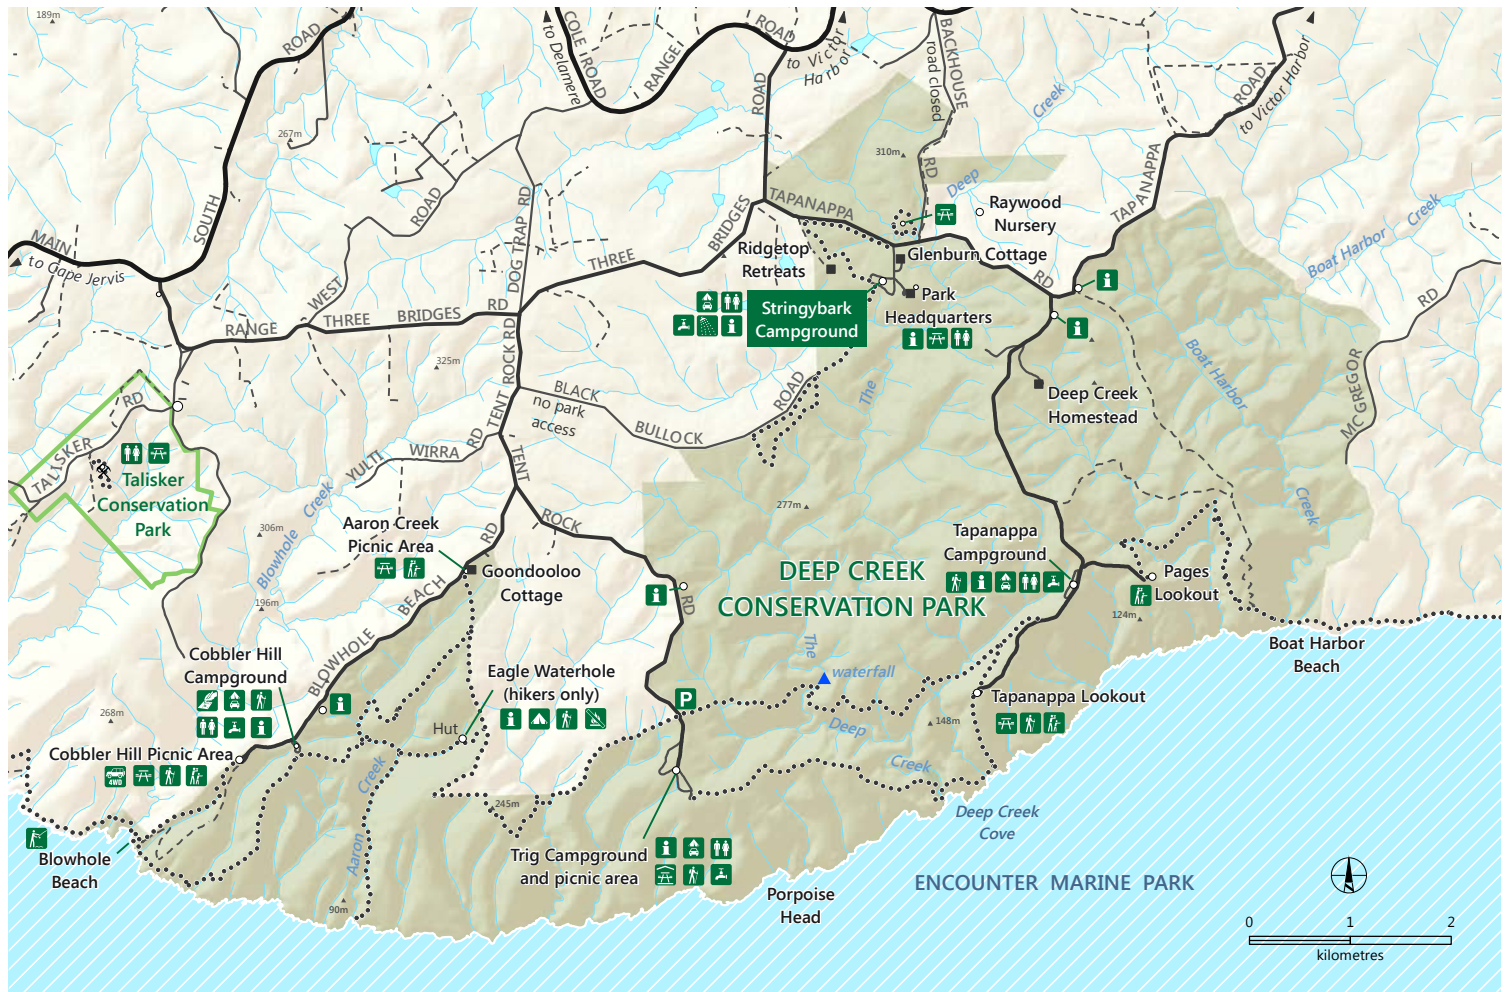 189m
ROAD
COLE ROAD
to Delamere
RANGE
ROAD
to Victor
Harbor
ROAD
BACKHOUSE
road closed
RD
Creek
ROAD
to Victor Harbor
267m
310m
Deep
TAPANAPPA
Raywood
Nursery
Boat Harbor
Creek
SOUTH
ROAD
DOG TRAP RD
BRIDGES
TAPANAPPA
MAIN
to Cape Jervis
THREE
Ridgetop
Retreats
Glenburn Cottage
RD
WEST
Park
Headquarters
Stringybark
Campground
RANGE
THREE
BRIDGES
RD
RD
325m
ROCK RD
TENT
BLACK
no park
access
BULLOCK
ROAD
The
Boat Harbor
Creek
MC GREGOR
Deep Creek
Homestead
RD
TALISKER
YULTI
WIRRA
RD
TENT
ROCK
RD
Talisker
Conservation
Park
Creek
Blowhole
306m
277m
Aaron Creek
Picnic Area
RD
Goondooloo
Cottage
Tapanappa
Campground
DEEP CREEK
CONSERVATION PARK
Pages
Lookout
124m
196m
BEACH
BLOWHOLE
Boat Harbor
Beach
Cobbler Hill
Campground
The
waterfall
Eagle Waterhole
(hikers only)
P
Tapanappa Lookout
268m
Hut
148m
Deep
Creek
Cobbler Hill Picnic Area
4WD
Creek
Aaron
245m
Deep Creek
Cove
Blowhole
Beach
Trig Campground
and picnic area
ENCOUNTER MARINE PARK
Porpoise
Head
90m
0 1 2
kilometres